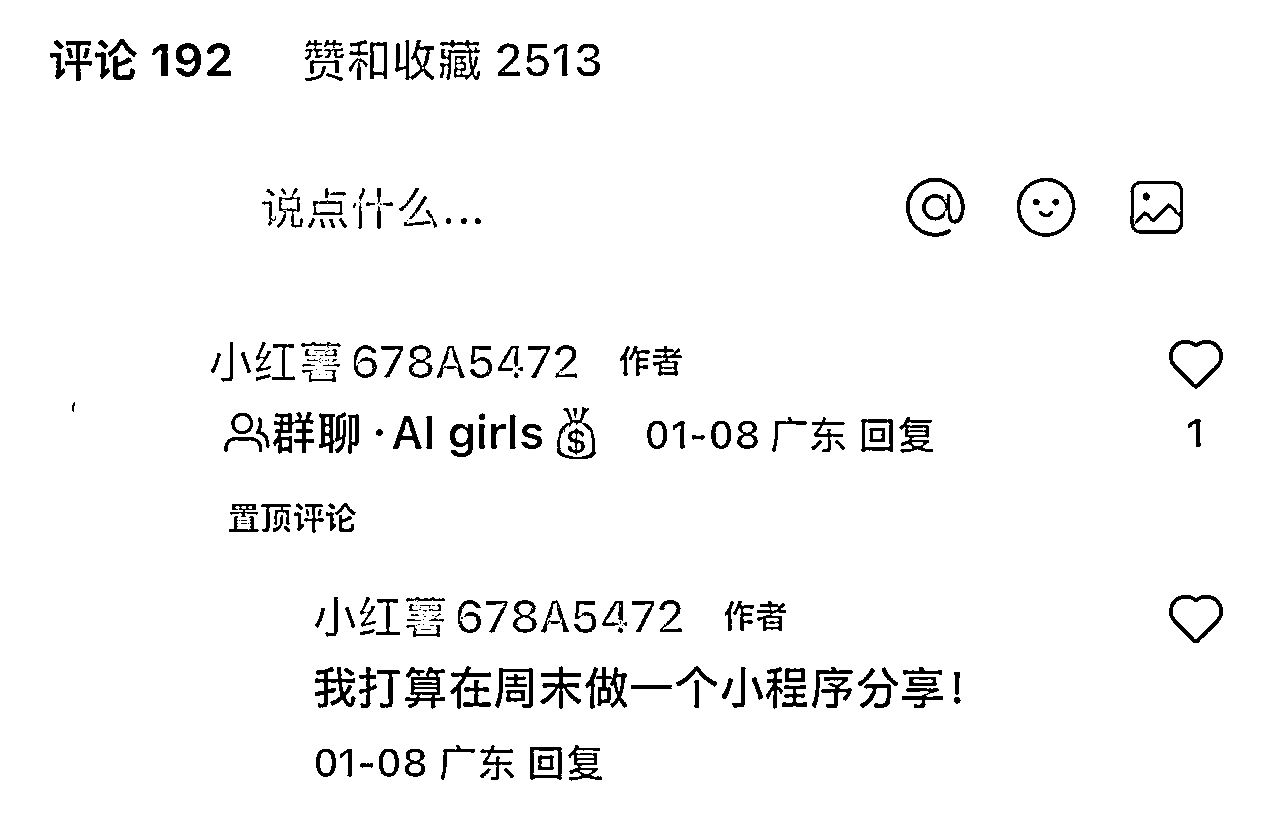 评论 192 赞和收藏 2513
说点什么...
小红薯678A5472 作者
群聊·AI girls💰 01-08 广东 回复
1
置顶评论
小红薯678A5472 作者
我打算在周末做一个小程序分享!
01-08 广东 回复